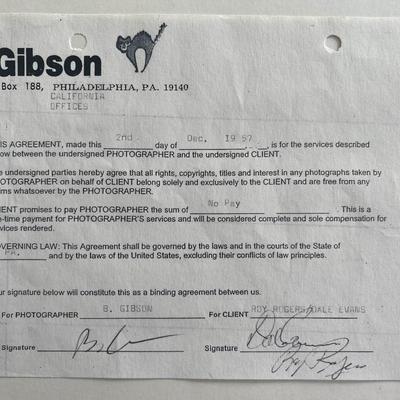 Gibson
Box 188, PHILADELPHIA, PA. 19140
CALIFORNIA
OFFICES
IS AGREEMENT, made this 2nd day of Dec, 19 57, is for the services described
ow between the undersigned PHOTOGRAPHER and the undersigned CLIENT.
e undersigned parties hereby agree that all rights, copyrights, titles and interest in any photographs taken by
OTOGRAPHER on behalf of CLIENT belong solely and exclusively to the CLIENT and are free from any
ms whatsoever by the PHOTOGRAPHER.
ENT promises to pay PHOTOGRAPHER the sum of No Pay. This is a
e-time payment for PHOTOGRAPHER'S services and will be considered complete and sole compensation for
vices rendered.
OVERNING LAW: This Agreement shall be governed by the laws and in the courts of the State of
PA. and by the laws of the United States, excluding their conflicts of law principles.
ur signature below will constitute this as a binding agreement between us.
For PHOTOGRAPHER B. GIBSON For CLIENT ROY ROGERS/DALE EVANS
Signature Signature
Roy Rogers